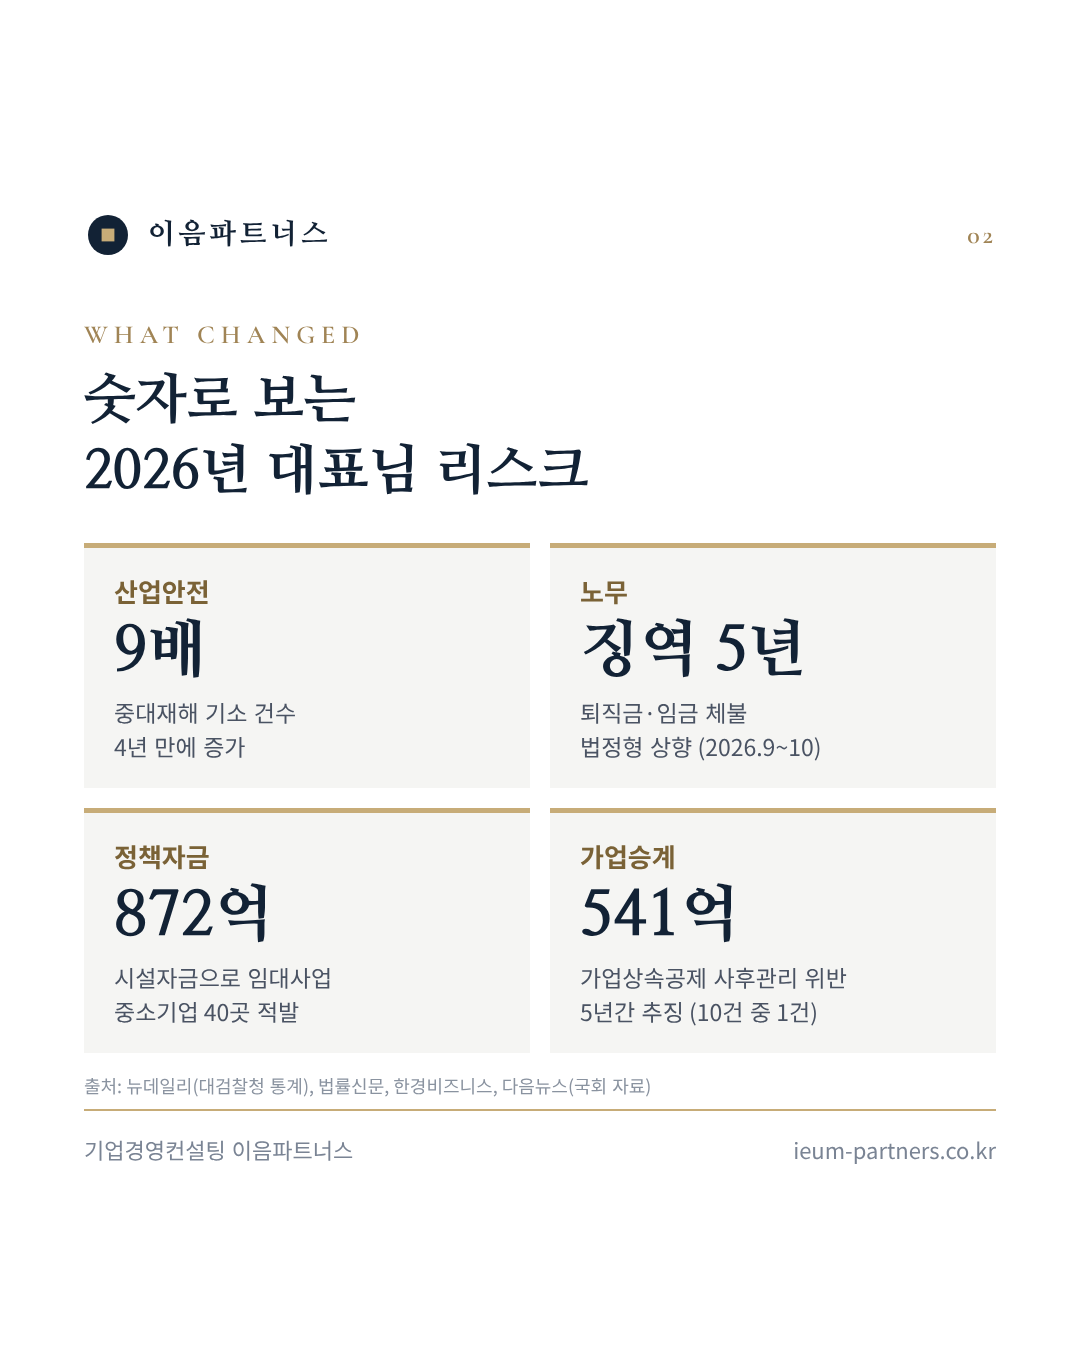 이음파트너스
02
WHAT CHANGED
숫자로 보는
2026년 대표님 리스크
산업안전
9배
중대재해 기소 건수
4년 만에 증가
노무
징역 5년
퇴직금·임금 체불
법정형 상향 (2026.9~10)
정책자금
872억
시설자금으로 임대사업
중소기업 40곳 적발
가업승계
541억
가업상속공제 사후관리 위반
5년간 추징 (10건 중 1건)
출처: 뉴데일리(대검찰청 통계), 법률신문, 한경비즈니스, 다음뉴스(국회 자료)
기업경영컨설팅 이음파트너스
ieum-partners.co.kr